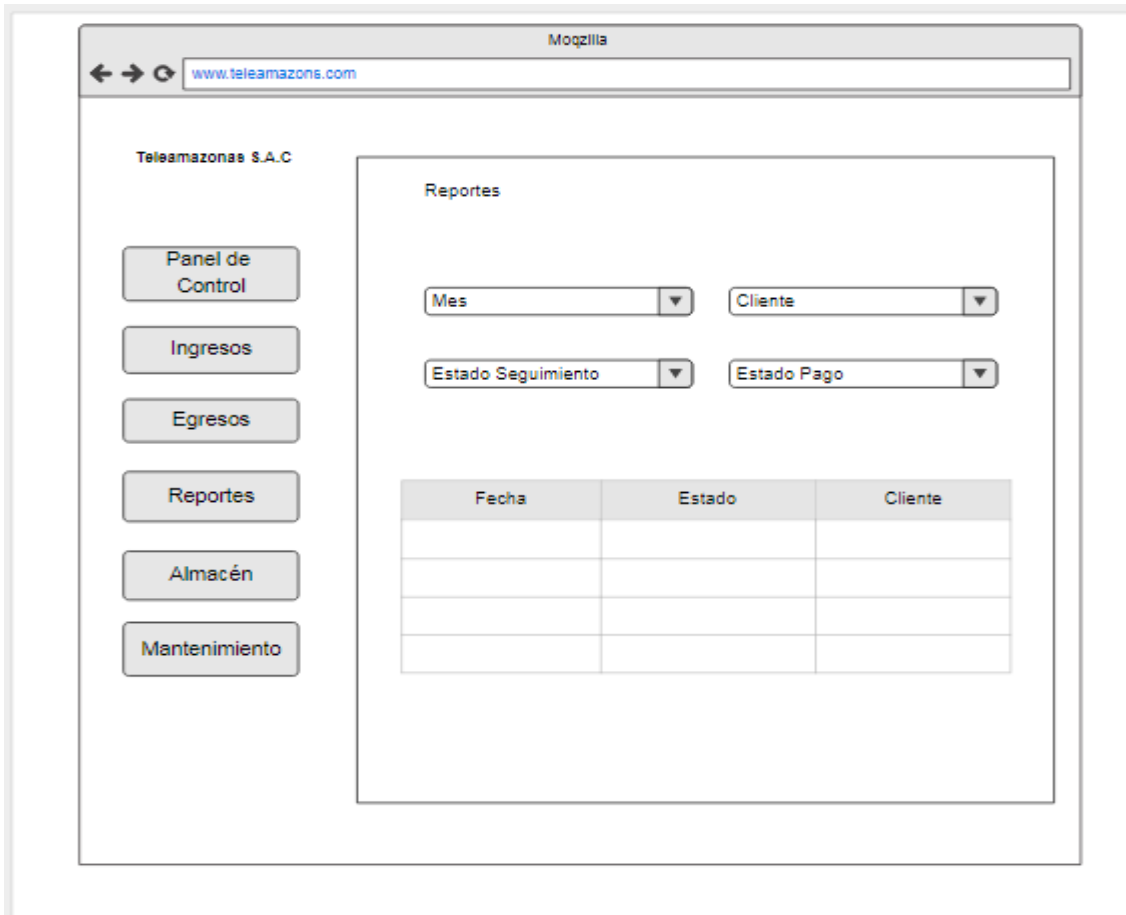 Moqzilla
www.teleamazons.com
Teleamazonas S.A.C
Reportes
Panel de
Control
Ingresos
Egresos
Reportes
Almacén
Mantenimiento
Mes
Cliente
Estado Seguimiento
Estado Pago
Fecha Estado Cliente